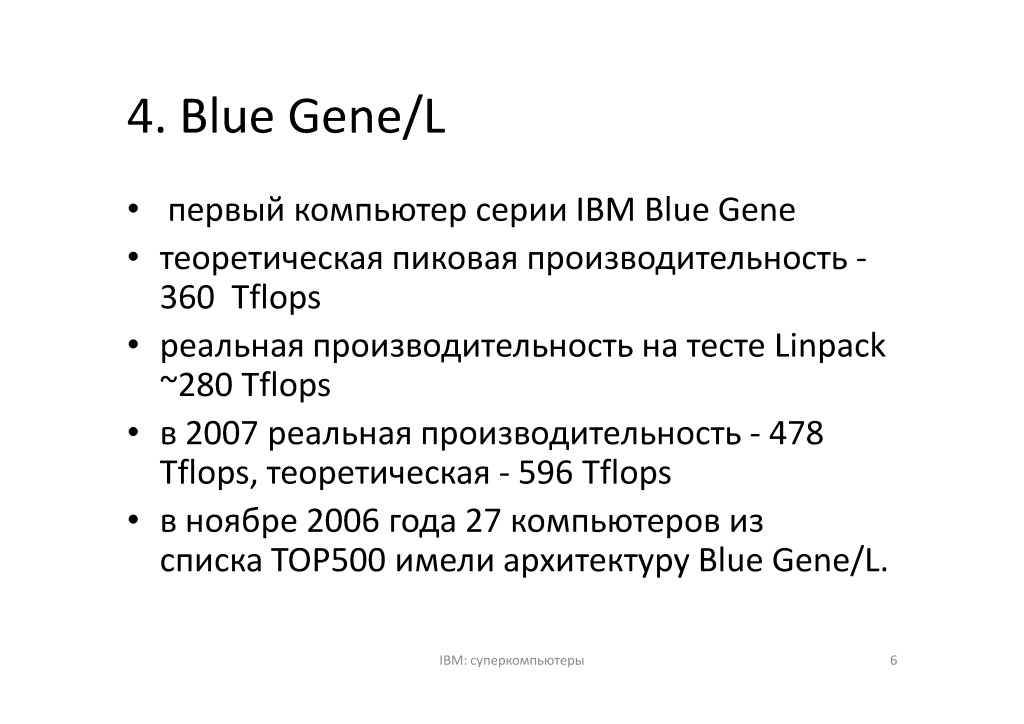 4. Blue Gene/L
• первый компьютер серии IBM Blue Gene
• теоретическая пиковая производительность -
360 Tflops
• реальная производительность на тесте Linpack
~280 Tflops
• в 2007 реальная производительность - 478
Tflops, теоретическая - 596 Tflops
• в ноябре 2006 года 27 компьютеров из
списка TOP500 имели архитектуру Blue Gene/L.
IBM: суперкомпьютеры
6